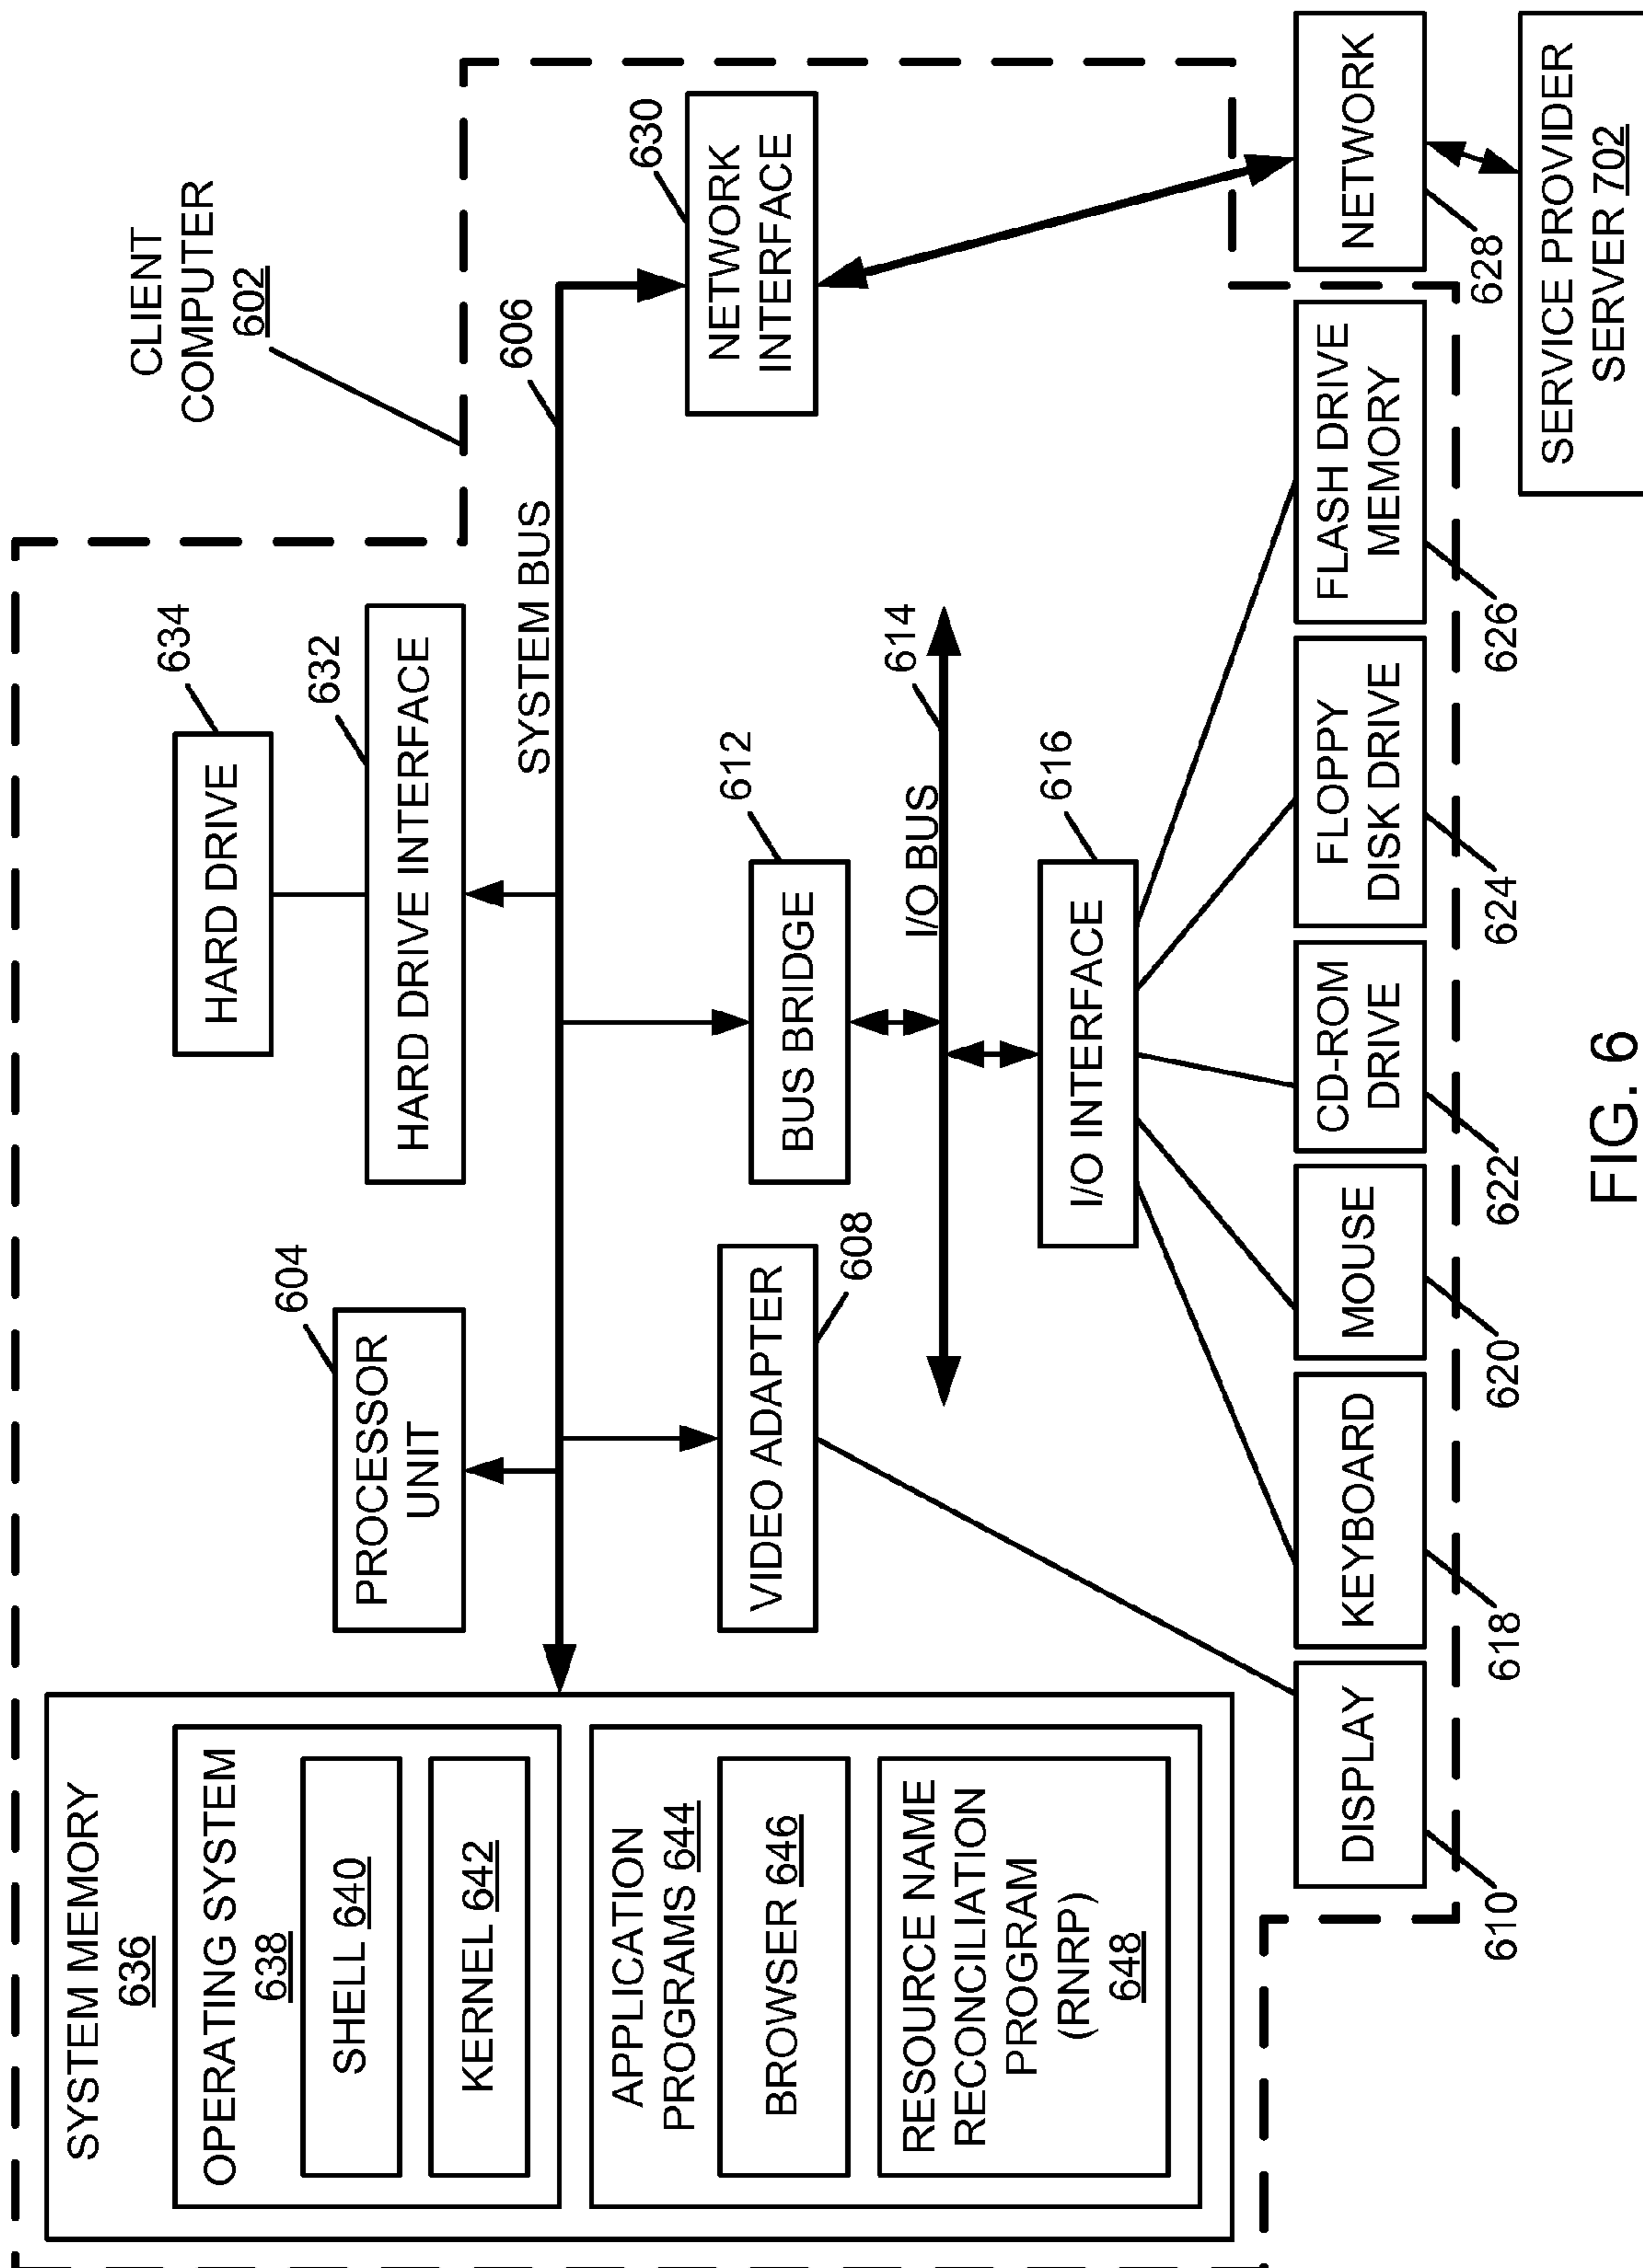 CLIENT
COMPUTER
602
SYSTEM MEMORY
636
OPERATING SYSTEM
638
SHELL 640
KERNEL 642
APPLICATION
PROGRAMS 644
BROWSER 646
RESOURCE NAME
RECONCILIATION
PROGRAM
(RNRP)
648
604
PROCESSOR
UNIT
634
HARD DRIVE
632
HARD DRIVE INTERFACE
SYSTEM BUS
606
VIDEO ADAPTER
608
612
BUS BRIDGE
630
NETWORK
INTERFACE
I/O BUS
614
616
I/O INTERFACE
DISPLAY
KEYBOARD
MOUSE
CD-ROM
DRIVE
FLOPPY
DISK DRIVE
FLASH DRIVE
MEMORY
NETWORK
610
618
620
622
624
626
628
SERVICE PROVIDER
SERVER 702
FIG. 6